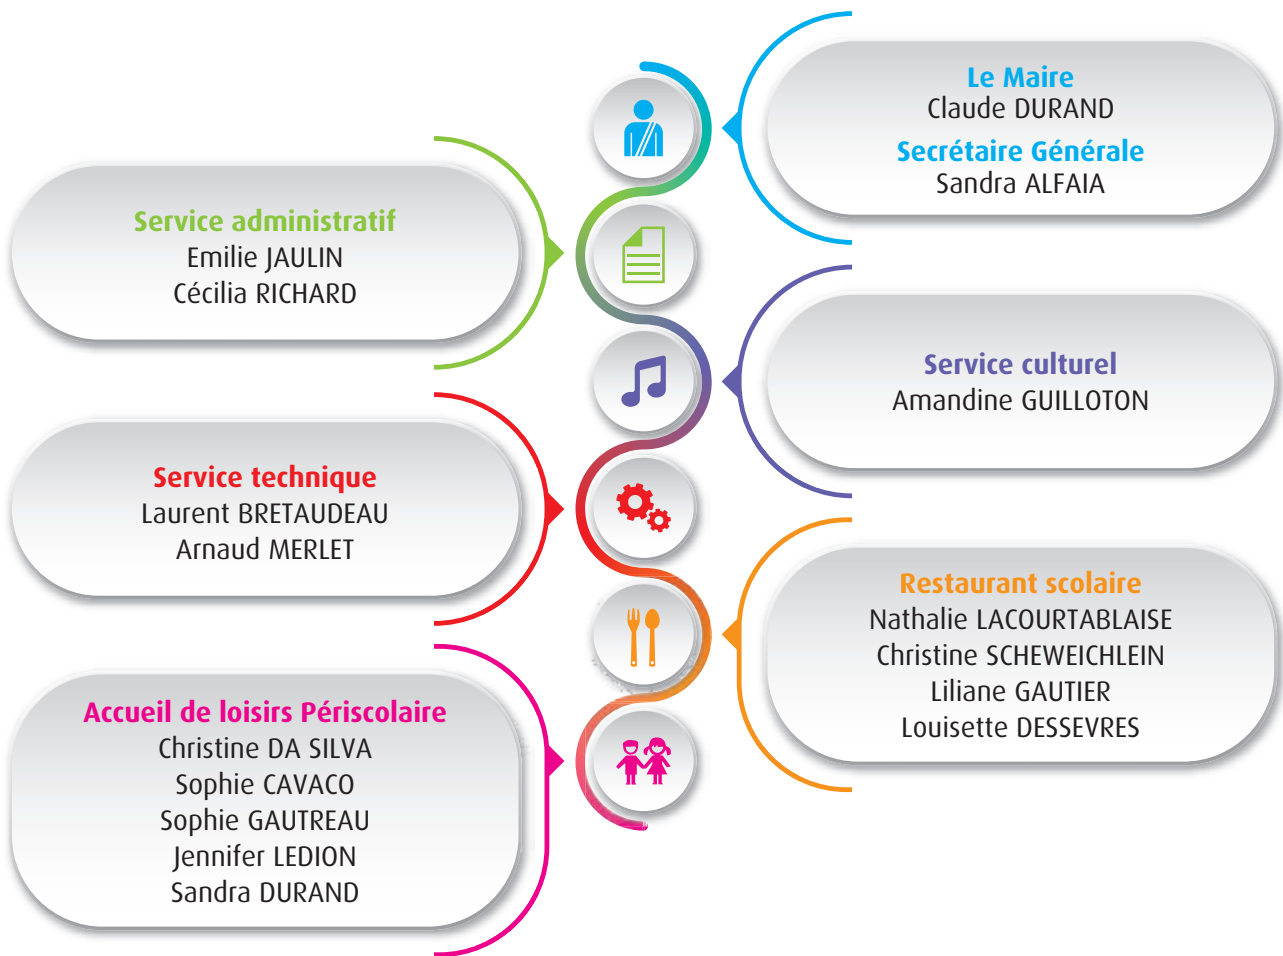 Le Maire
Claude DURAND
Secrétaire Générale
Sandra ALFAIA
Service administratif
Emilie JAULIN
Cécilia RICHARD
Service culturel
Amandine GUILLOTON
Service technique
Laurent BRETAUDEAU
Arnaud MERLET
Restaurant scolaire
Nathalie LACOURTABLAISE
Christine SCHEWEICHLEIN
Liliane GAUTIER
Louisette DESSEVRES
Accueil de loisirs Périscolaire
Christine DA SILVA
Sophie CAVACO
Sophie GAUTREAU
Jennifer LEDION
Sandra DURAND